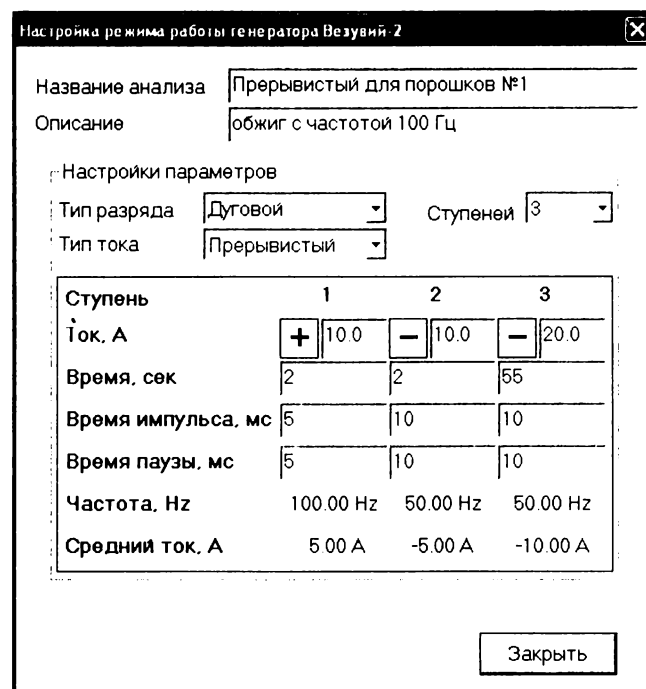 Настройка режима работы генератора Везувий-2
Название анализа Прерывистый для порошков №1
Описание обжиг с частотой 100 Гц
Настройки параметров
Тип разряда Дуговой Ступеней 3
Тип тока Прерывистый
Ступень 1 2 3
Ток, А + 10.0 − 10.0 − 20.0
Время, сек 2 2 55
Время импульса, мс 5 10 10
Время паузы, мс 5 10 10
Частота, Hz 100.00 Hz 50.00 Hz 50.00 Hz
Средний ток, А 5.00 А -5.00 А -10.00 А
Закрыть